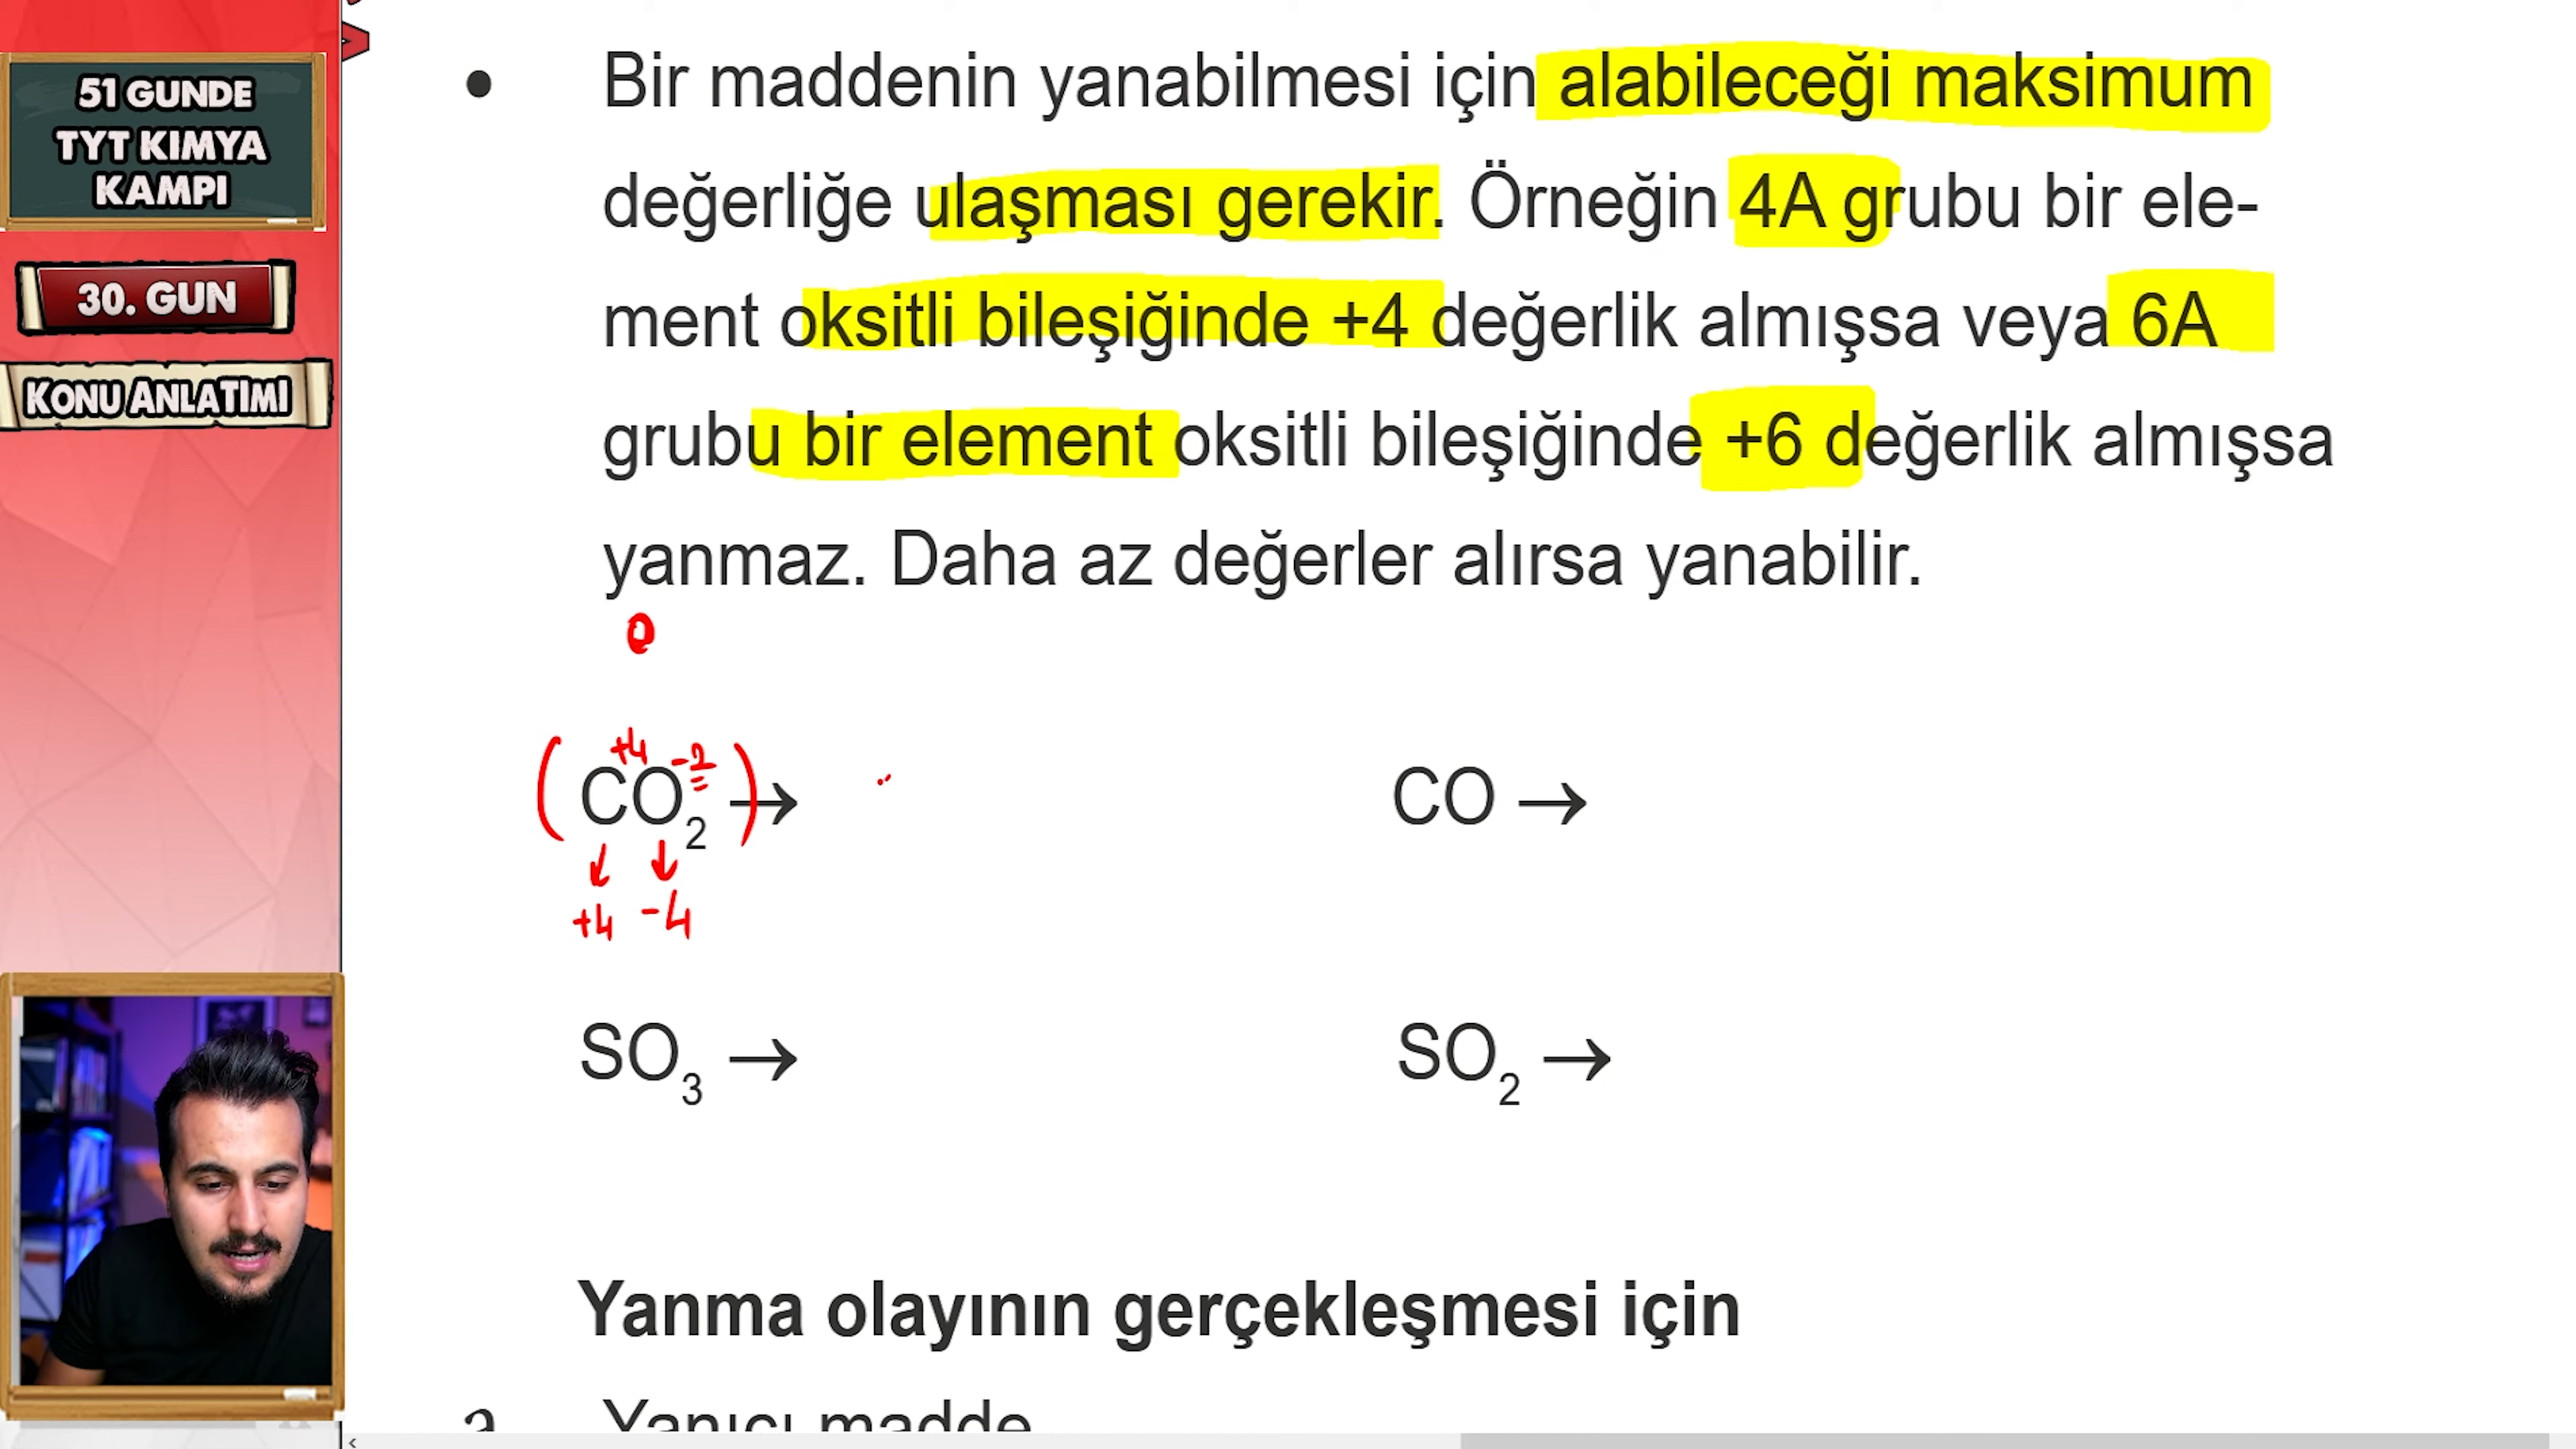 51 GUNDE
TYT KIMYA
KAMPI
30. GUN
KONU ANLATIMI
• Bir maddenin yanabilmesi için alabileceği maksimum
değerliğe ulaşması gerekir. Örneğin 4A grubu bir ele-
ment oksitli bileşiğinde +4 değerlik almışsa veya 6A
grubu bir element oksitli bileşiğinde +6 değerlik almışsa
yanmaz. Daha az değerler alırsa yanabilir.
0
+4 -2
(CO₂) →
+4 -4
CO →
SO₃ →
SO₂ →
Yanma olayının gerçekleşmesi için
a Yanıcı madde